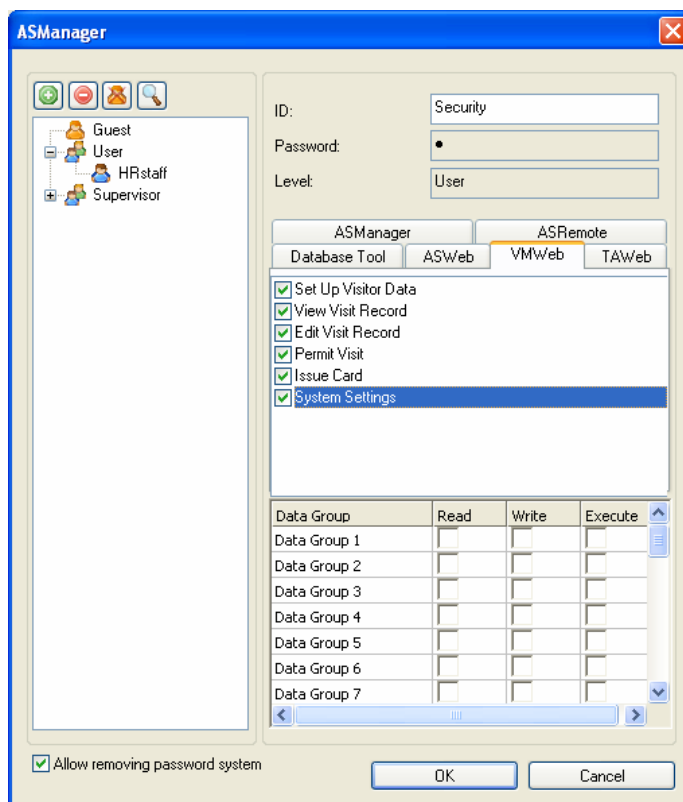 ASManager
Guest
User
HRstaff
Supervisor
ID:
Security
Password:
•
Level:
User
ASManager
ASRemote
Database Tool
ASWeb
VMWeb
TAWeb
Set Up Visitor Data
View Visit Record
Edit Visit Record
Permit Visit
Issue Card
System Settings
Data Group Read Write Execute
Data Group 1
Data Group 2
Data Group 3
Data Group 4
Data Group 5
Data Group 6
Data Group 7
Allow removing password system
OK
Cancel